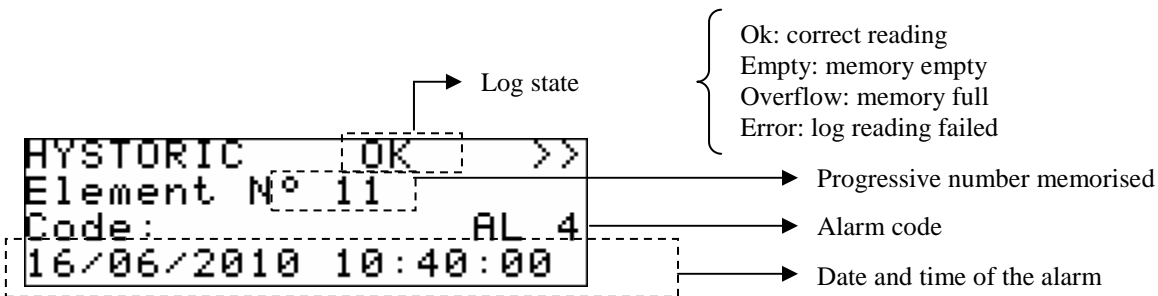 Ok: correct reading
Empty: memory empty
Overflow: memory full
Error: log reading failed
Log state
HYSTORIC OK >>
Element Nº 11
Progressive number memorised
Code: AL 4
Alarm code
16/06/2010 10:40:00
Date and time of the alarm